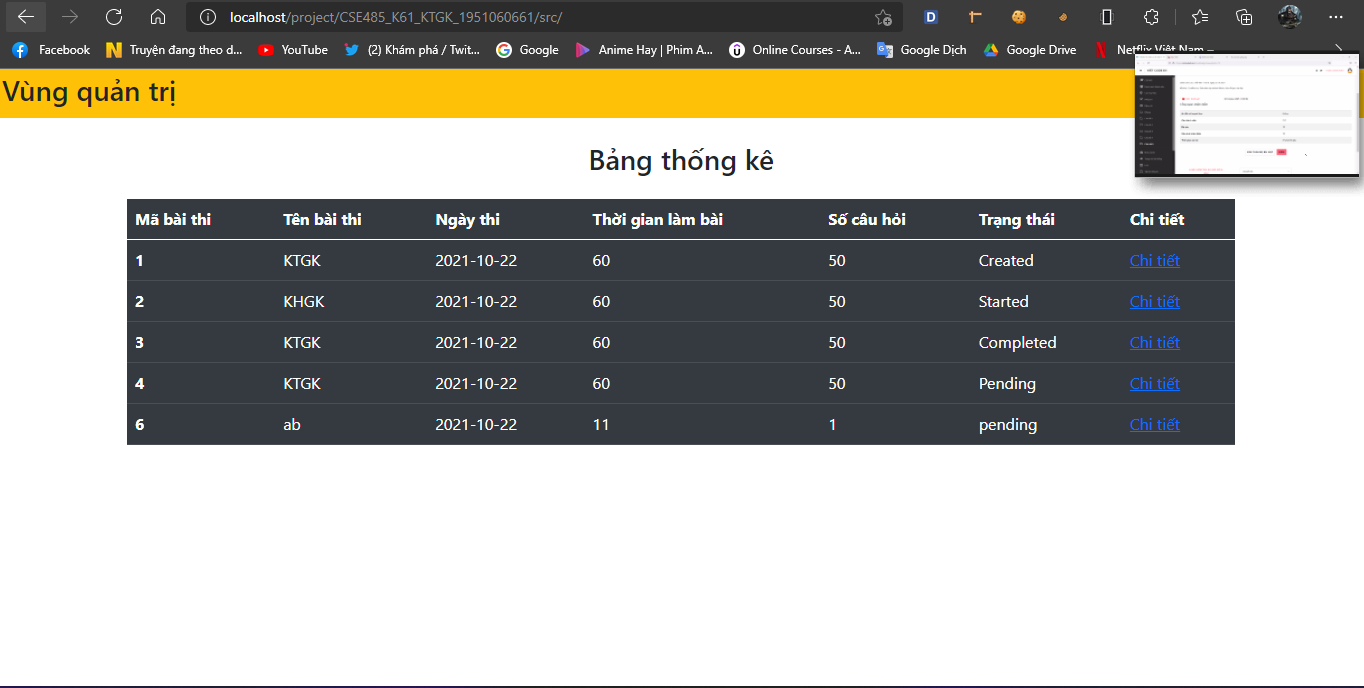 localhost/project/CSE485_K61_KTGK_1951060661/src/
Facebook Truyện đang theo d... YouTube (2) Khám phá / Twit... Google Anime Hay | Phim A... Online Courses - A... Google Dịch Google Drive Netflix Việt Nam –
Vùng quản trị
Bảng thống kê
Mã bài thi Tên bài thi Ngày thi Thời gian làm bài Số câu hỏi Trạng thái Chi tiết
1 KTGK 2021-10-22 60 50 Created Chi tiết
2 KHGK 2021-10-22 60 50 Started Chi tiết
3 KTGK 2021-10-22 60 50 Completed Chi tiết
4 KTGK 2021-10-22 60 50 Pending Chi tiết
6 ab 2021-10-22 11 1 pending Chi tiết